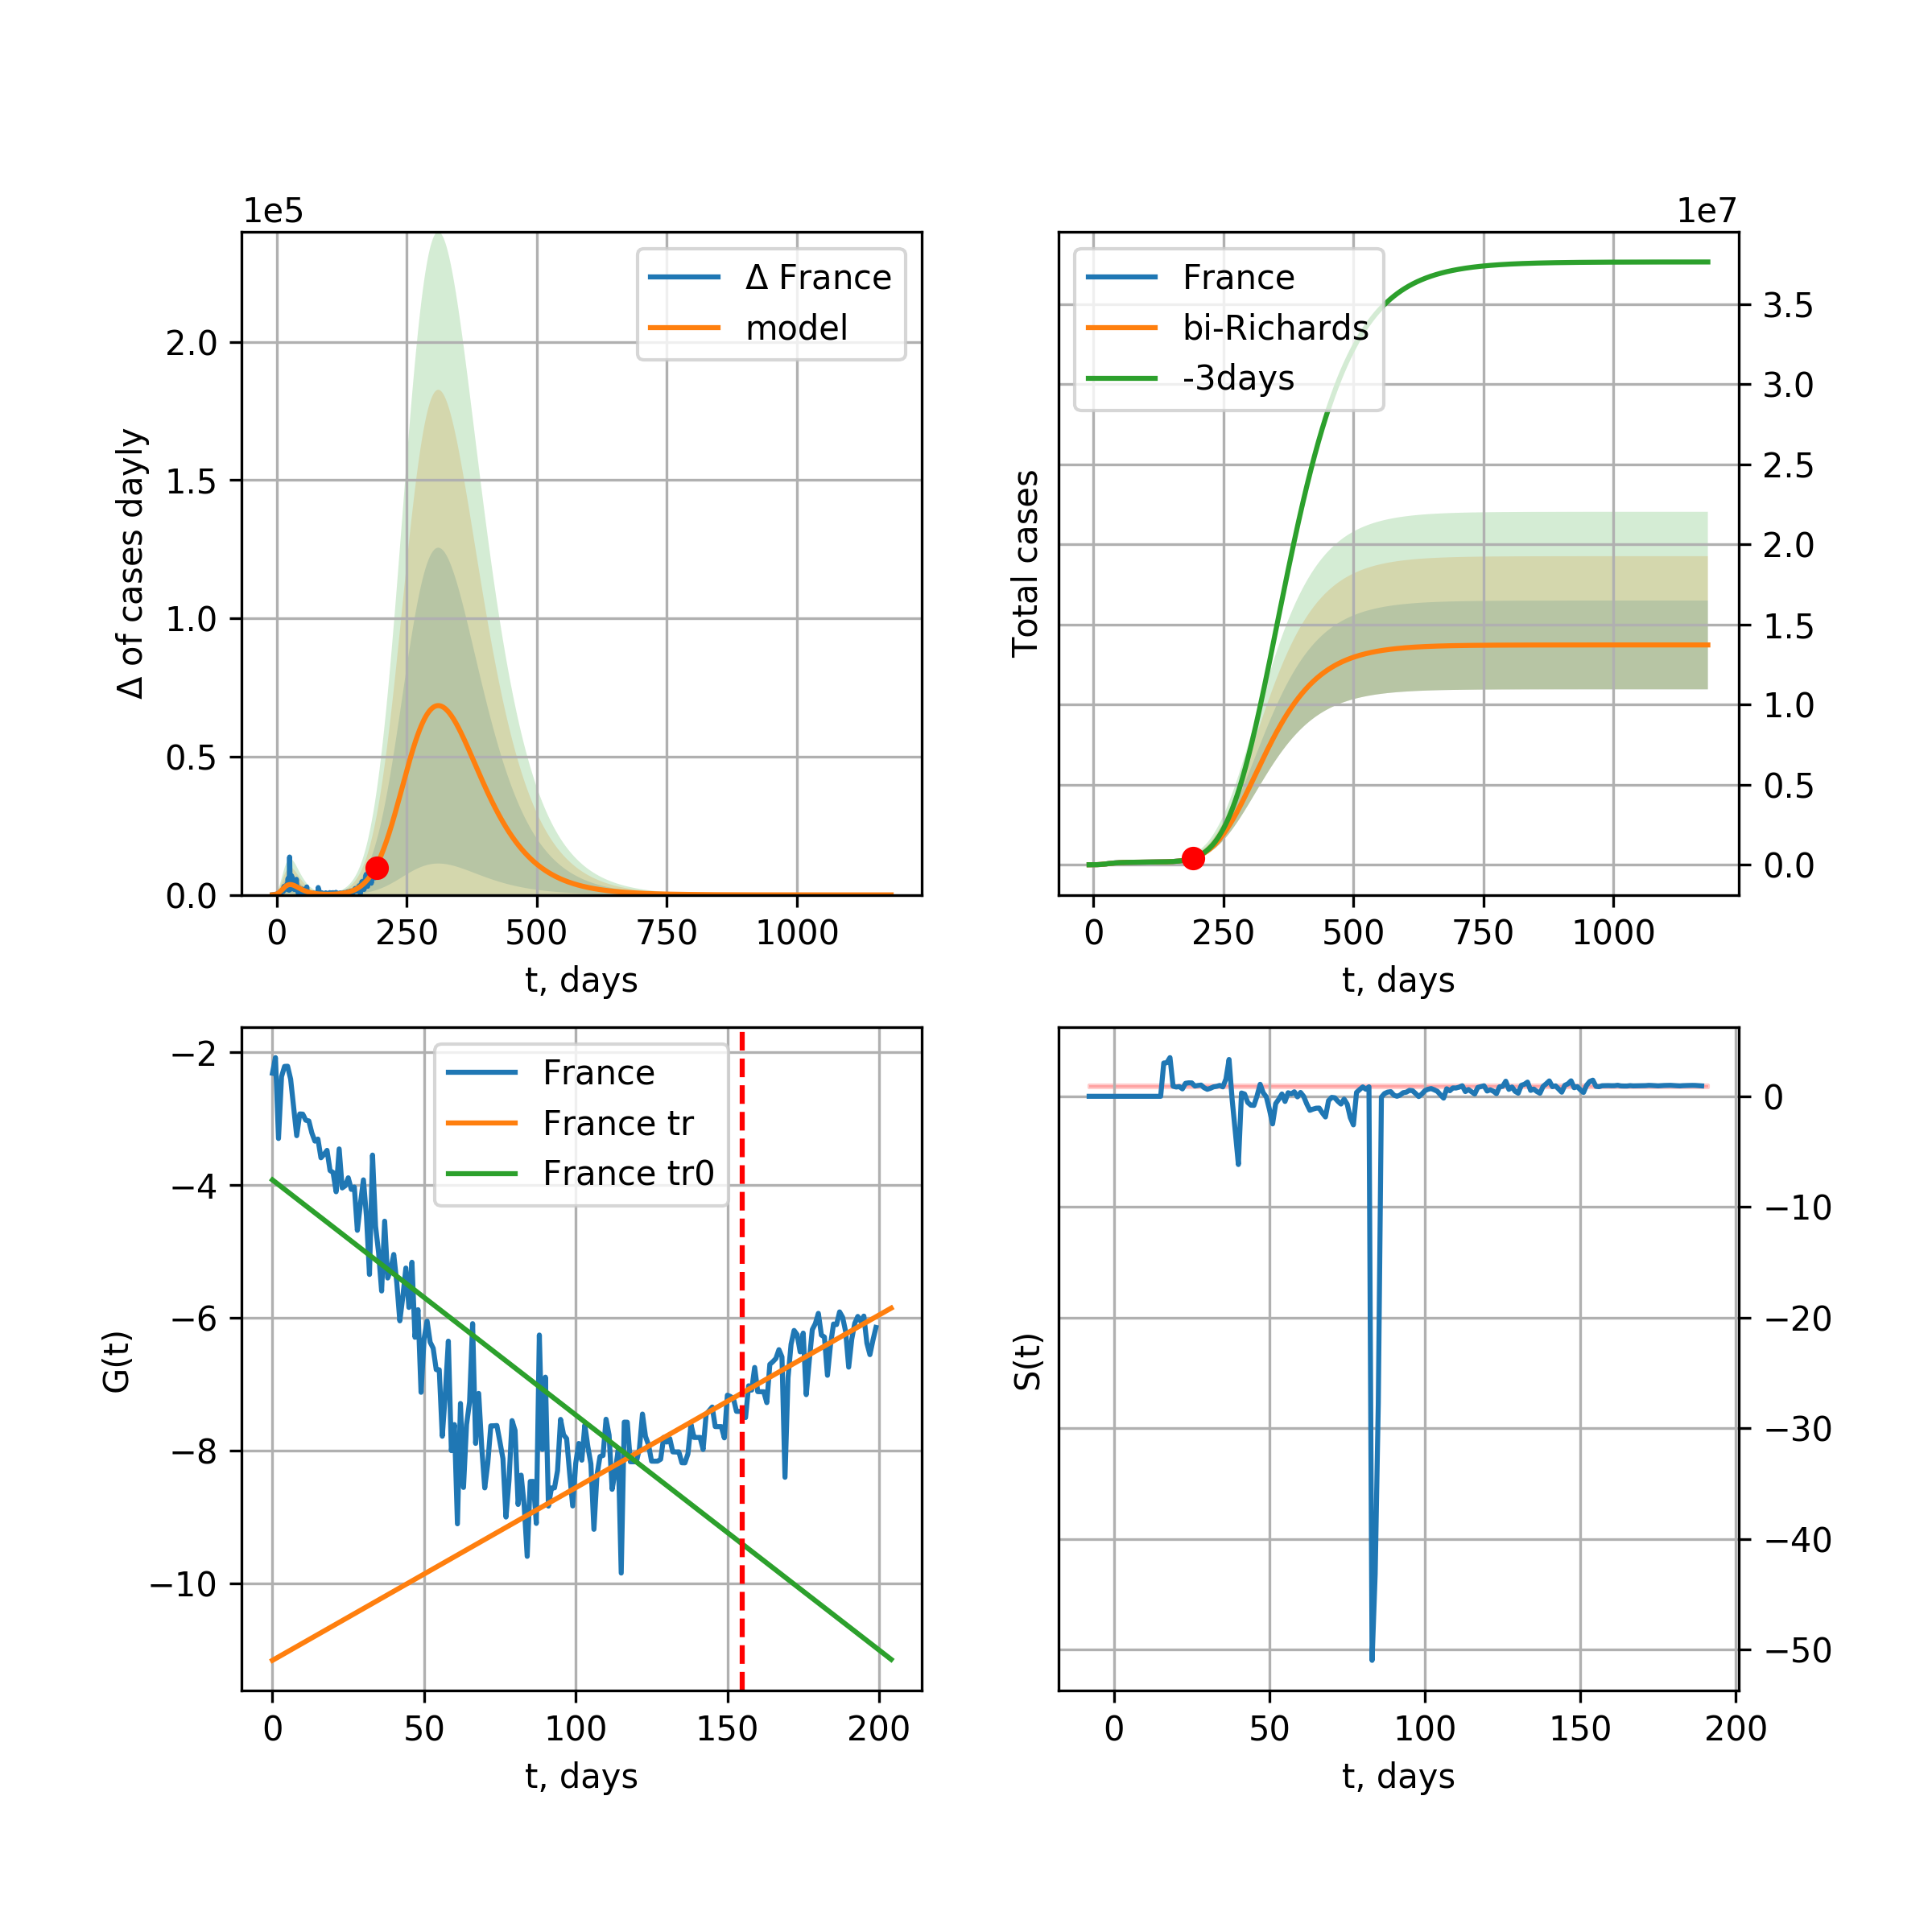 1e5
Δ France
model
2.0
1.5
1.0
0.5
0.0
Δ of cases dayly
0 250 500 750 1000
t, days
1e7
France
bi-Richards
-3days
3.5
3.0
2.5
2.0
1.5
1.0
0.5
0.0
Total cases
0 250 500 750 1000
t, days
France
France tr
France tr0
−2
−4
−6
−8
−10
G(t)
0 50 100 150 200
t, days
0
−10
−20
−30
−40
−50
S(t)
0 50 100 150 200
t, days